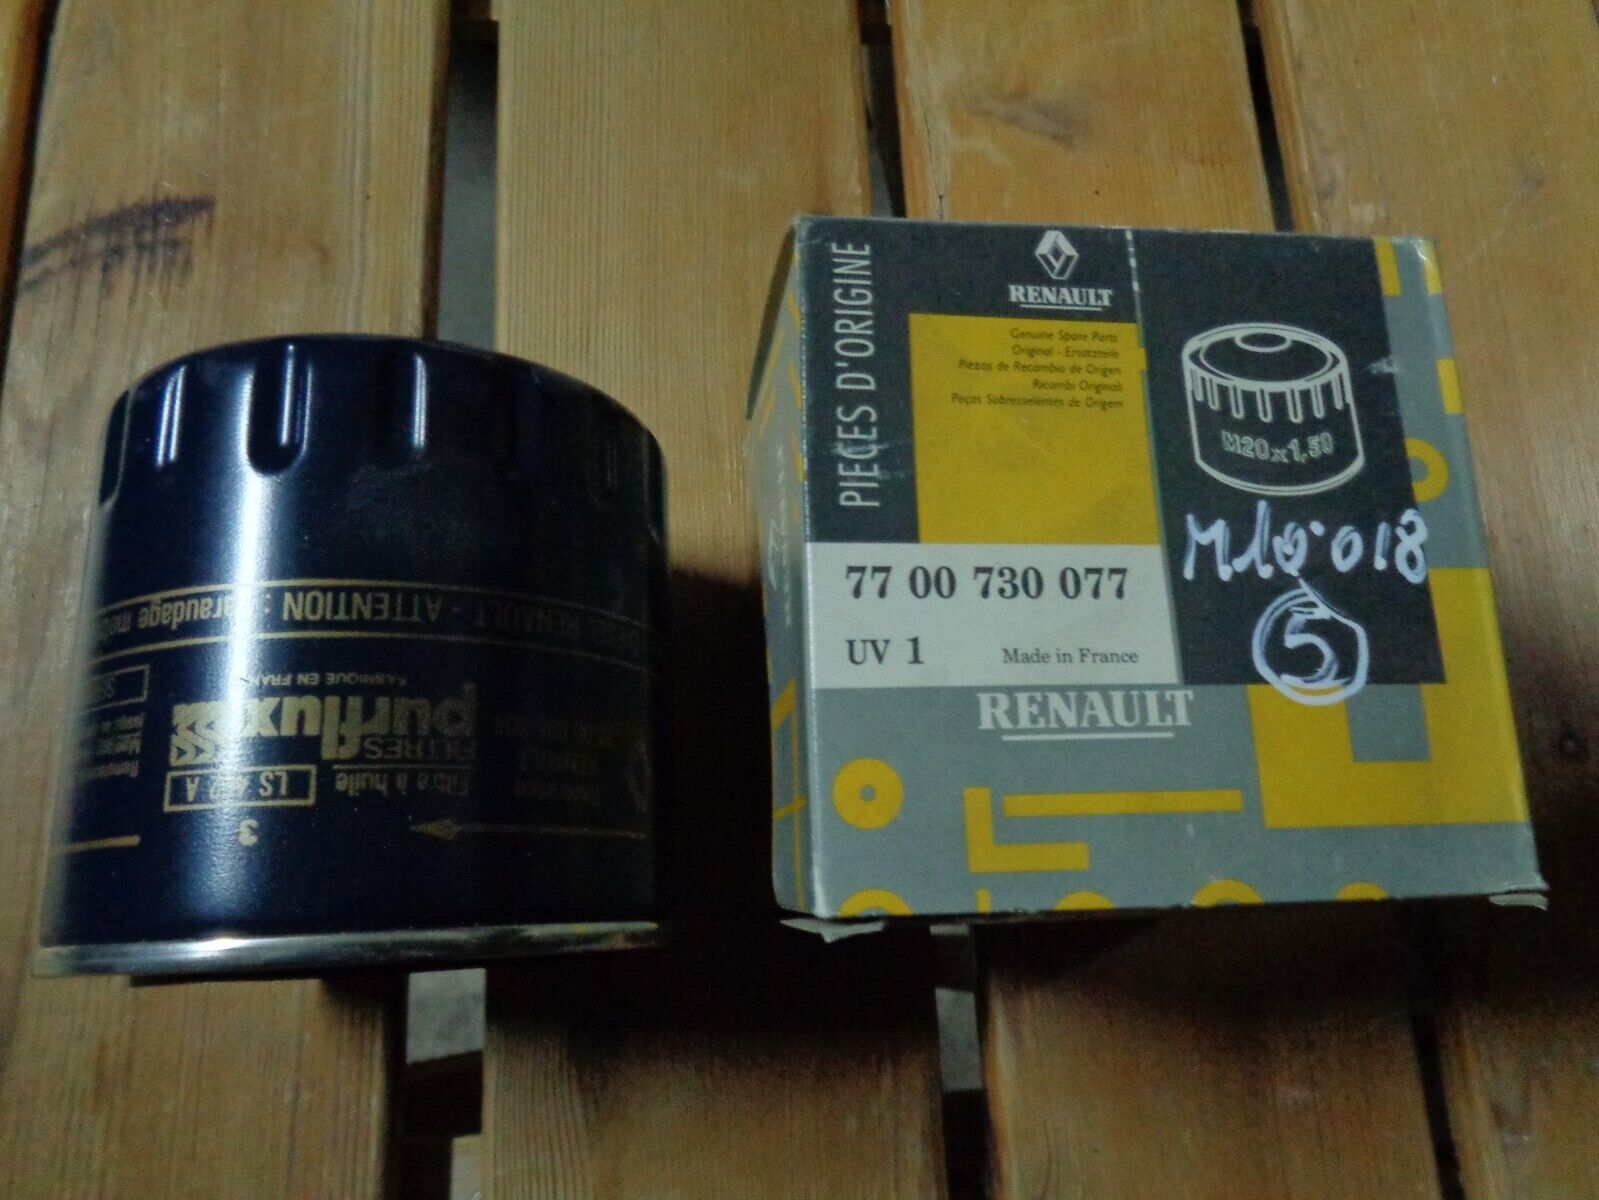 PIECES D'ORIGINE
RENAULT
Genuine Spare Parts
Original - Ersatzteile
Piezas de Recambio de Origen
Ricambi Originali
Peças Sobresselentes de Origem
M20x1,50
77 00 730 077
UV 1
Made in France
RENAULT
M10 018
5
3
Filtre à huile
FILTRES
purflux
FABRIQUE EN FRAN
RENAULT - ATTENTION :